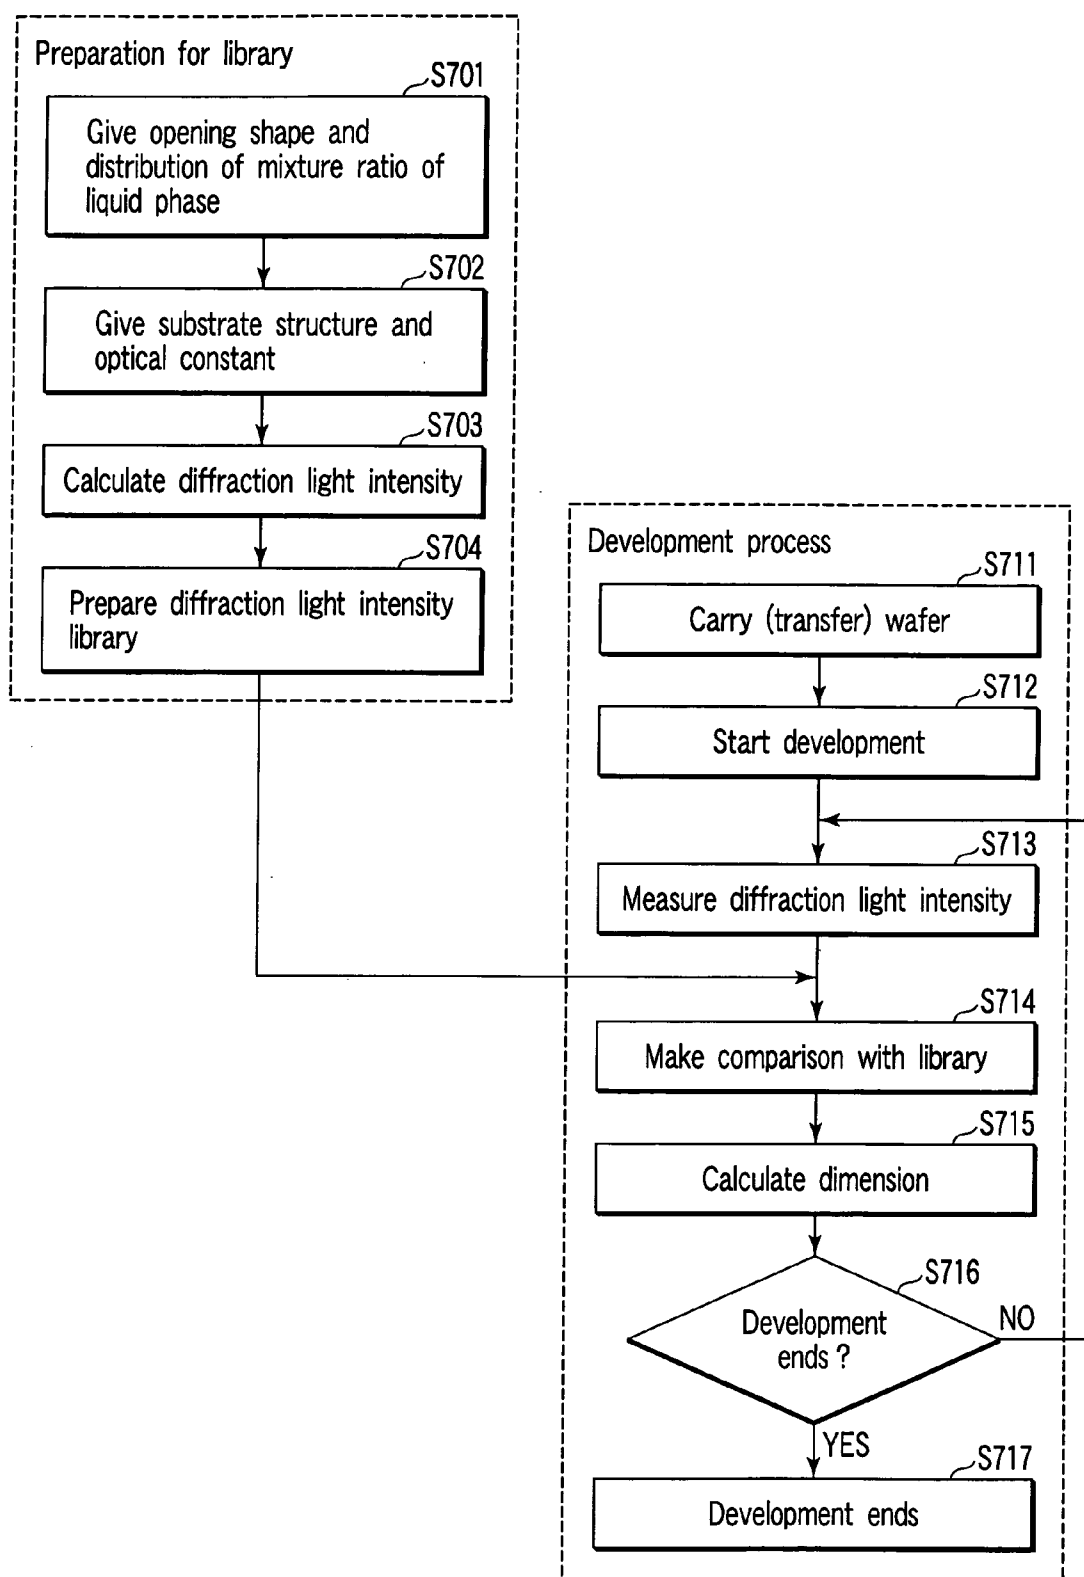 Preparation for library
S701
Give opening shape and
distribution of mixture ratio of
liquid phase
S702
Give substrate structure and
optical constant
S703
Calculate diffraction light intensity
S704
Prepare diffraction light intensity
library
Development process
S711
Carry (transfer) wafer
S712
Start development
S713
Measure diffraction light intensity
S714
Make comparison with library
S715
Calculate dimension
S716
Development
ends ?
NO
YES
S717
Development ends